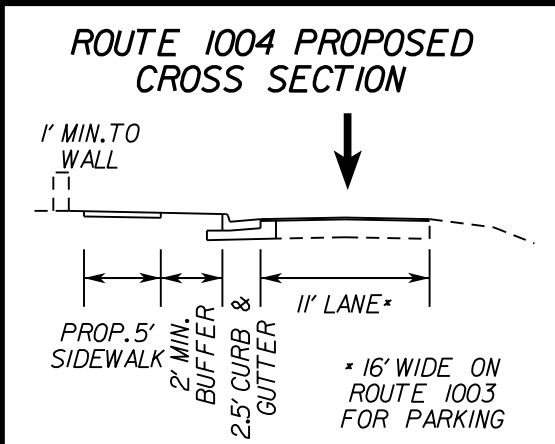 ROUTE 1004 PROPOSED
CROSS SECTION
1' MIN. TO
WALL
PROP. 5'
SIDEWALK
2' MIN.
BUFFER
2.5' CURB &
GUTTER
11' LANE*
* 16' WIDE ON
ROUTE 1003
FOR PARKING